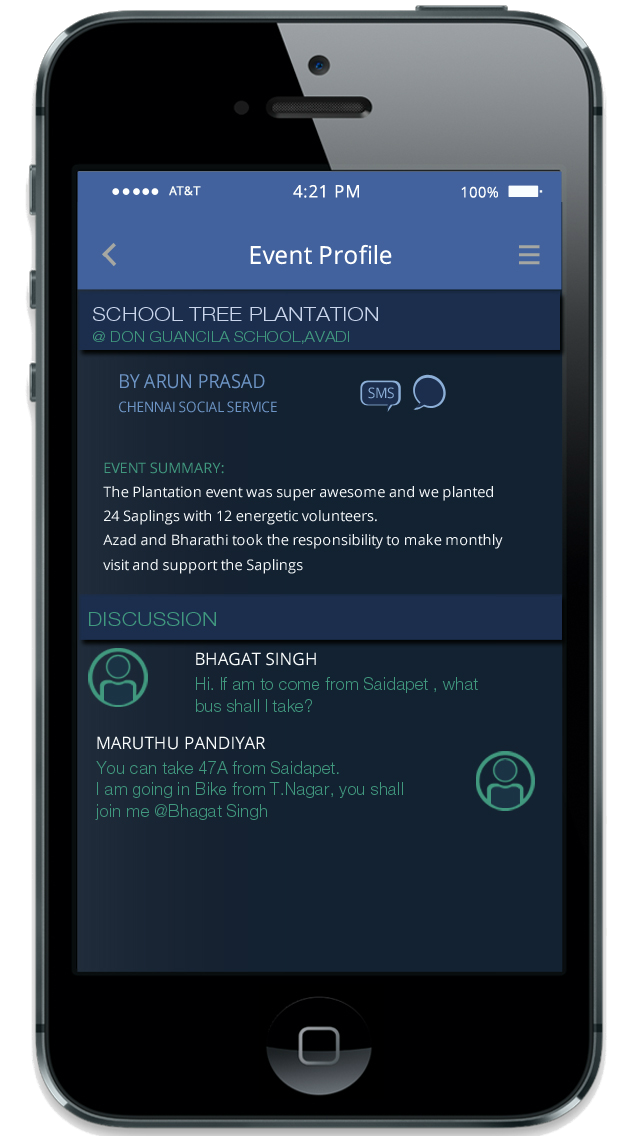 AT&T 4:21 PM 100%
Event Profile
SCHOOL TREE PLANTATION
@ DON GUANCILA SCHOOL,AVADI
BY ARUN PRASAD
CHENNAI SOCIAL SERVICE
SMS
EVENT SUMMARY:
The Plantation event was super awesome and we planted
24 Saplings with 12 energetic volunteers.
Azad and Bharathi took the responsibility to make monthly
visit and support the Saplings
DISCUSSION
BHAGAT SINGH
Hi. If am to come from Saidapet , what
bus shall I take?
MARUTHU PANDIYAR
You can take 47A from Saidapet.
I am going in Bike from T.Nagar, you shall
join me @Bhagat Singh